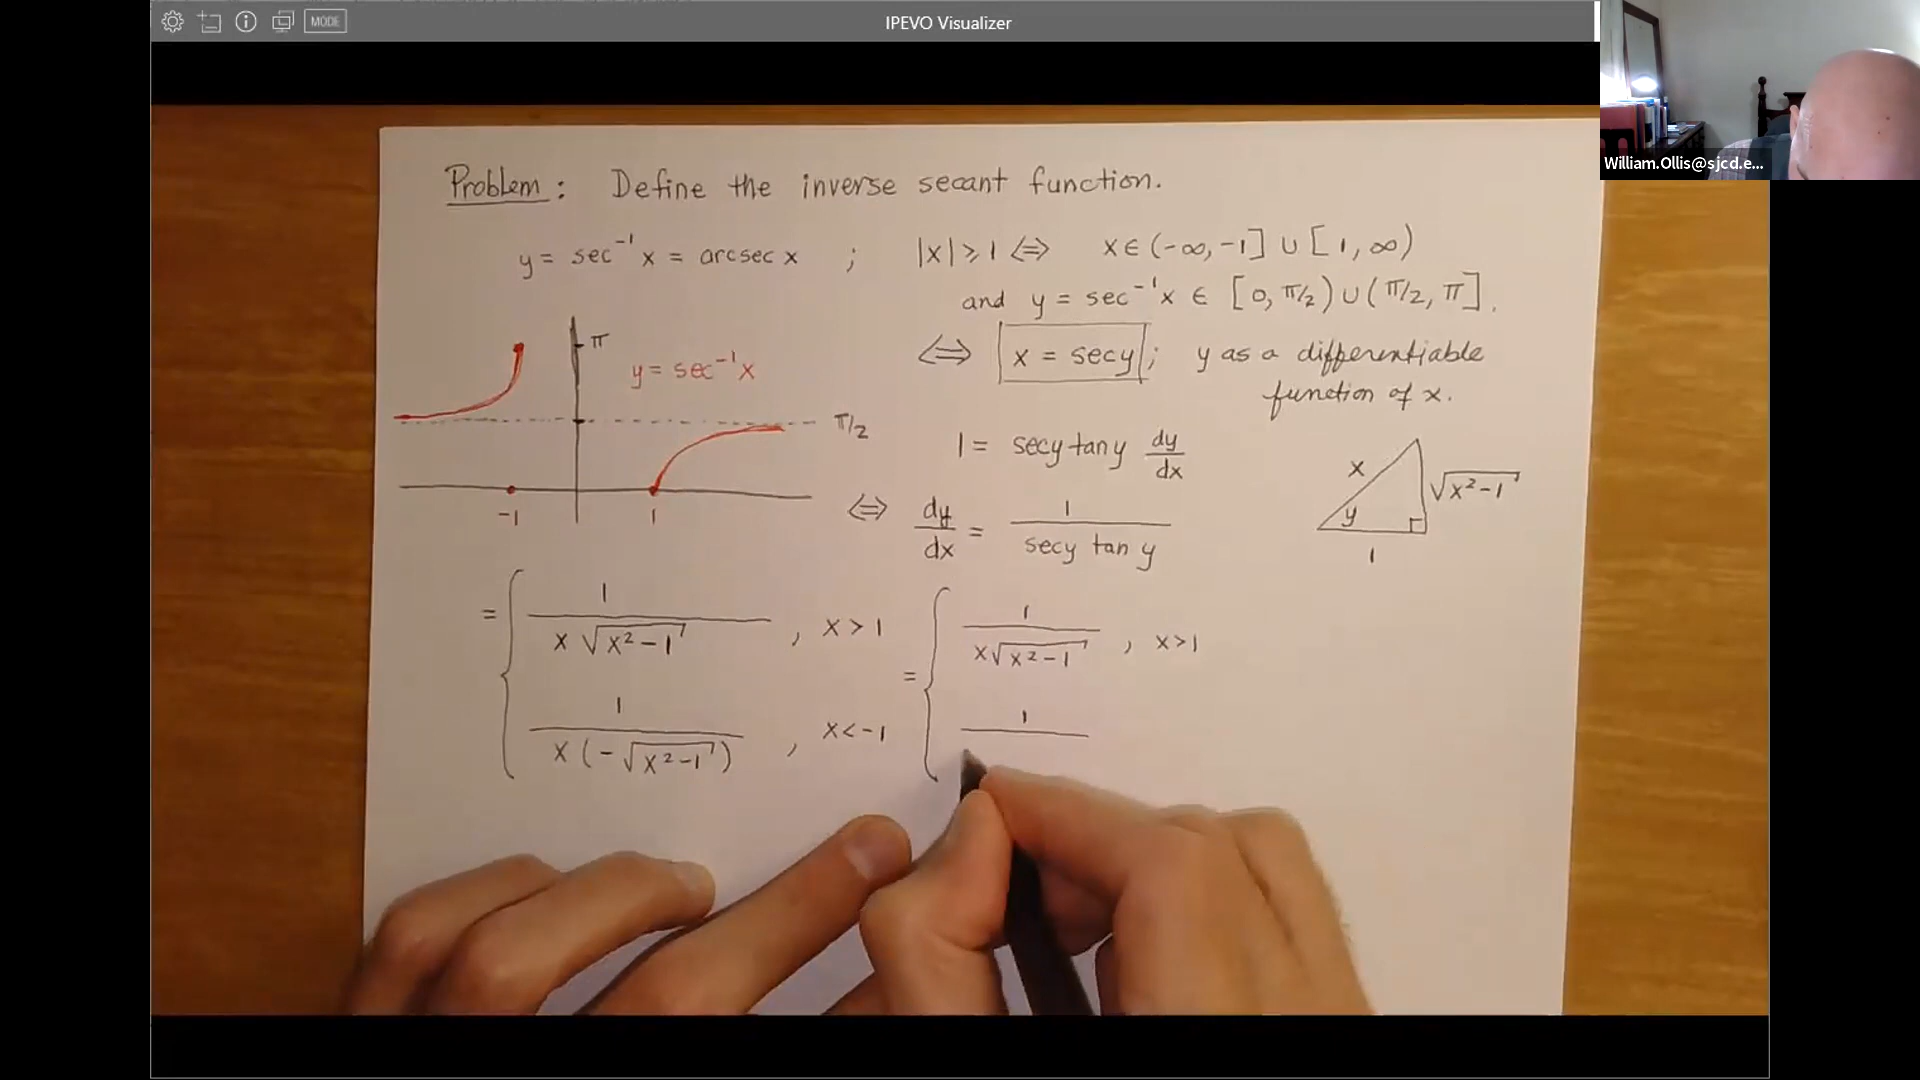 MODE
IPEVO Visualizer
William.Ollis@sjcd.e...
Problem: Define the inverse secant function.
y = sec⁻¹ x = arcsec x ; |x| ⩾ 1 ⇔ x ∈ (-∞, -1] ∪ [1, ∞)
and y = sec⁻¹x ∈ [0, π/2) ∪ (π/2, π].
⇔ x = sec y ; y as a differentiable
function of x.
π
y = sec⁻¹x
π/2
-1 1
1 = sec y tan y dy/dx
⇔ dy/dx = 1/(sec y tan y)
x √(x²-1)
y
1
= { 1/(x √(x²-1)) , x > 1
1/(x (-√(x²-1))) , x < -1
= { 1/(x√(x²-1)) , x > 1
1